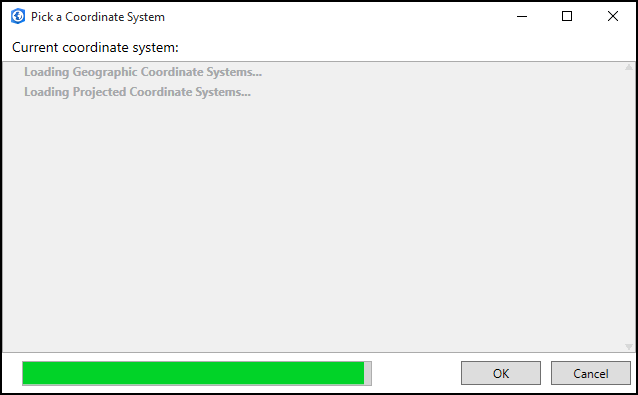 Pick a Coordinate System
Current coordinate system:
Loading Geographic Coordinate Systems...
Loading Projected Coordinate Systems...
OK Cancel